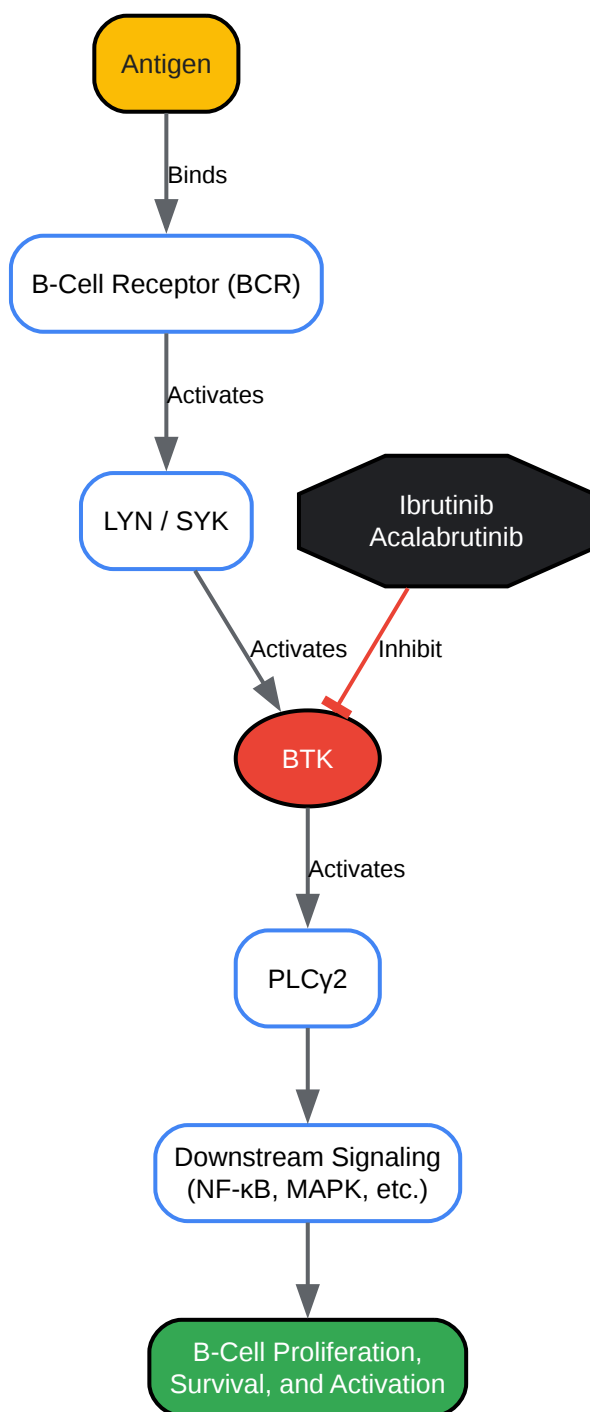 Antigen
Binds
B-Cell Receptor (BCR)
Activates
LYN / SYK
Ibrutinib
Acalabrutinib
Activates
Inhibit
BTK
Activates
PLCγ2
Downstream Signaling
(NF-κB, MAPK, etc.)
B-Cell Proliferation,
Survival, and Activation